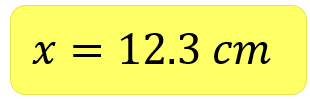 x = 12.3 cm